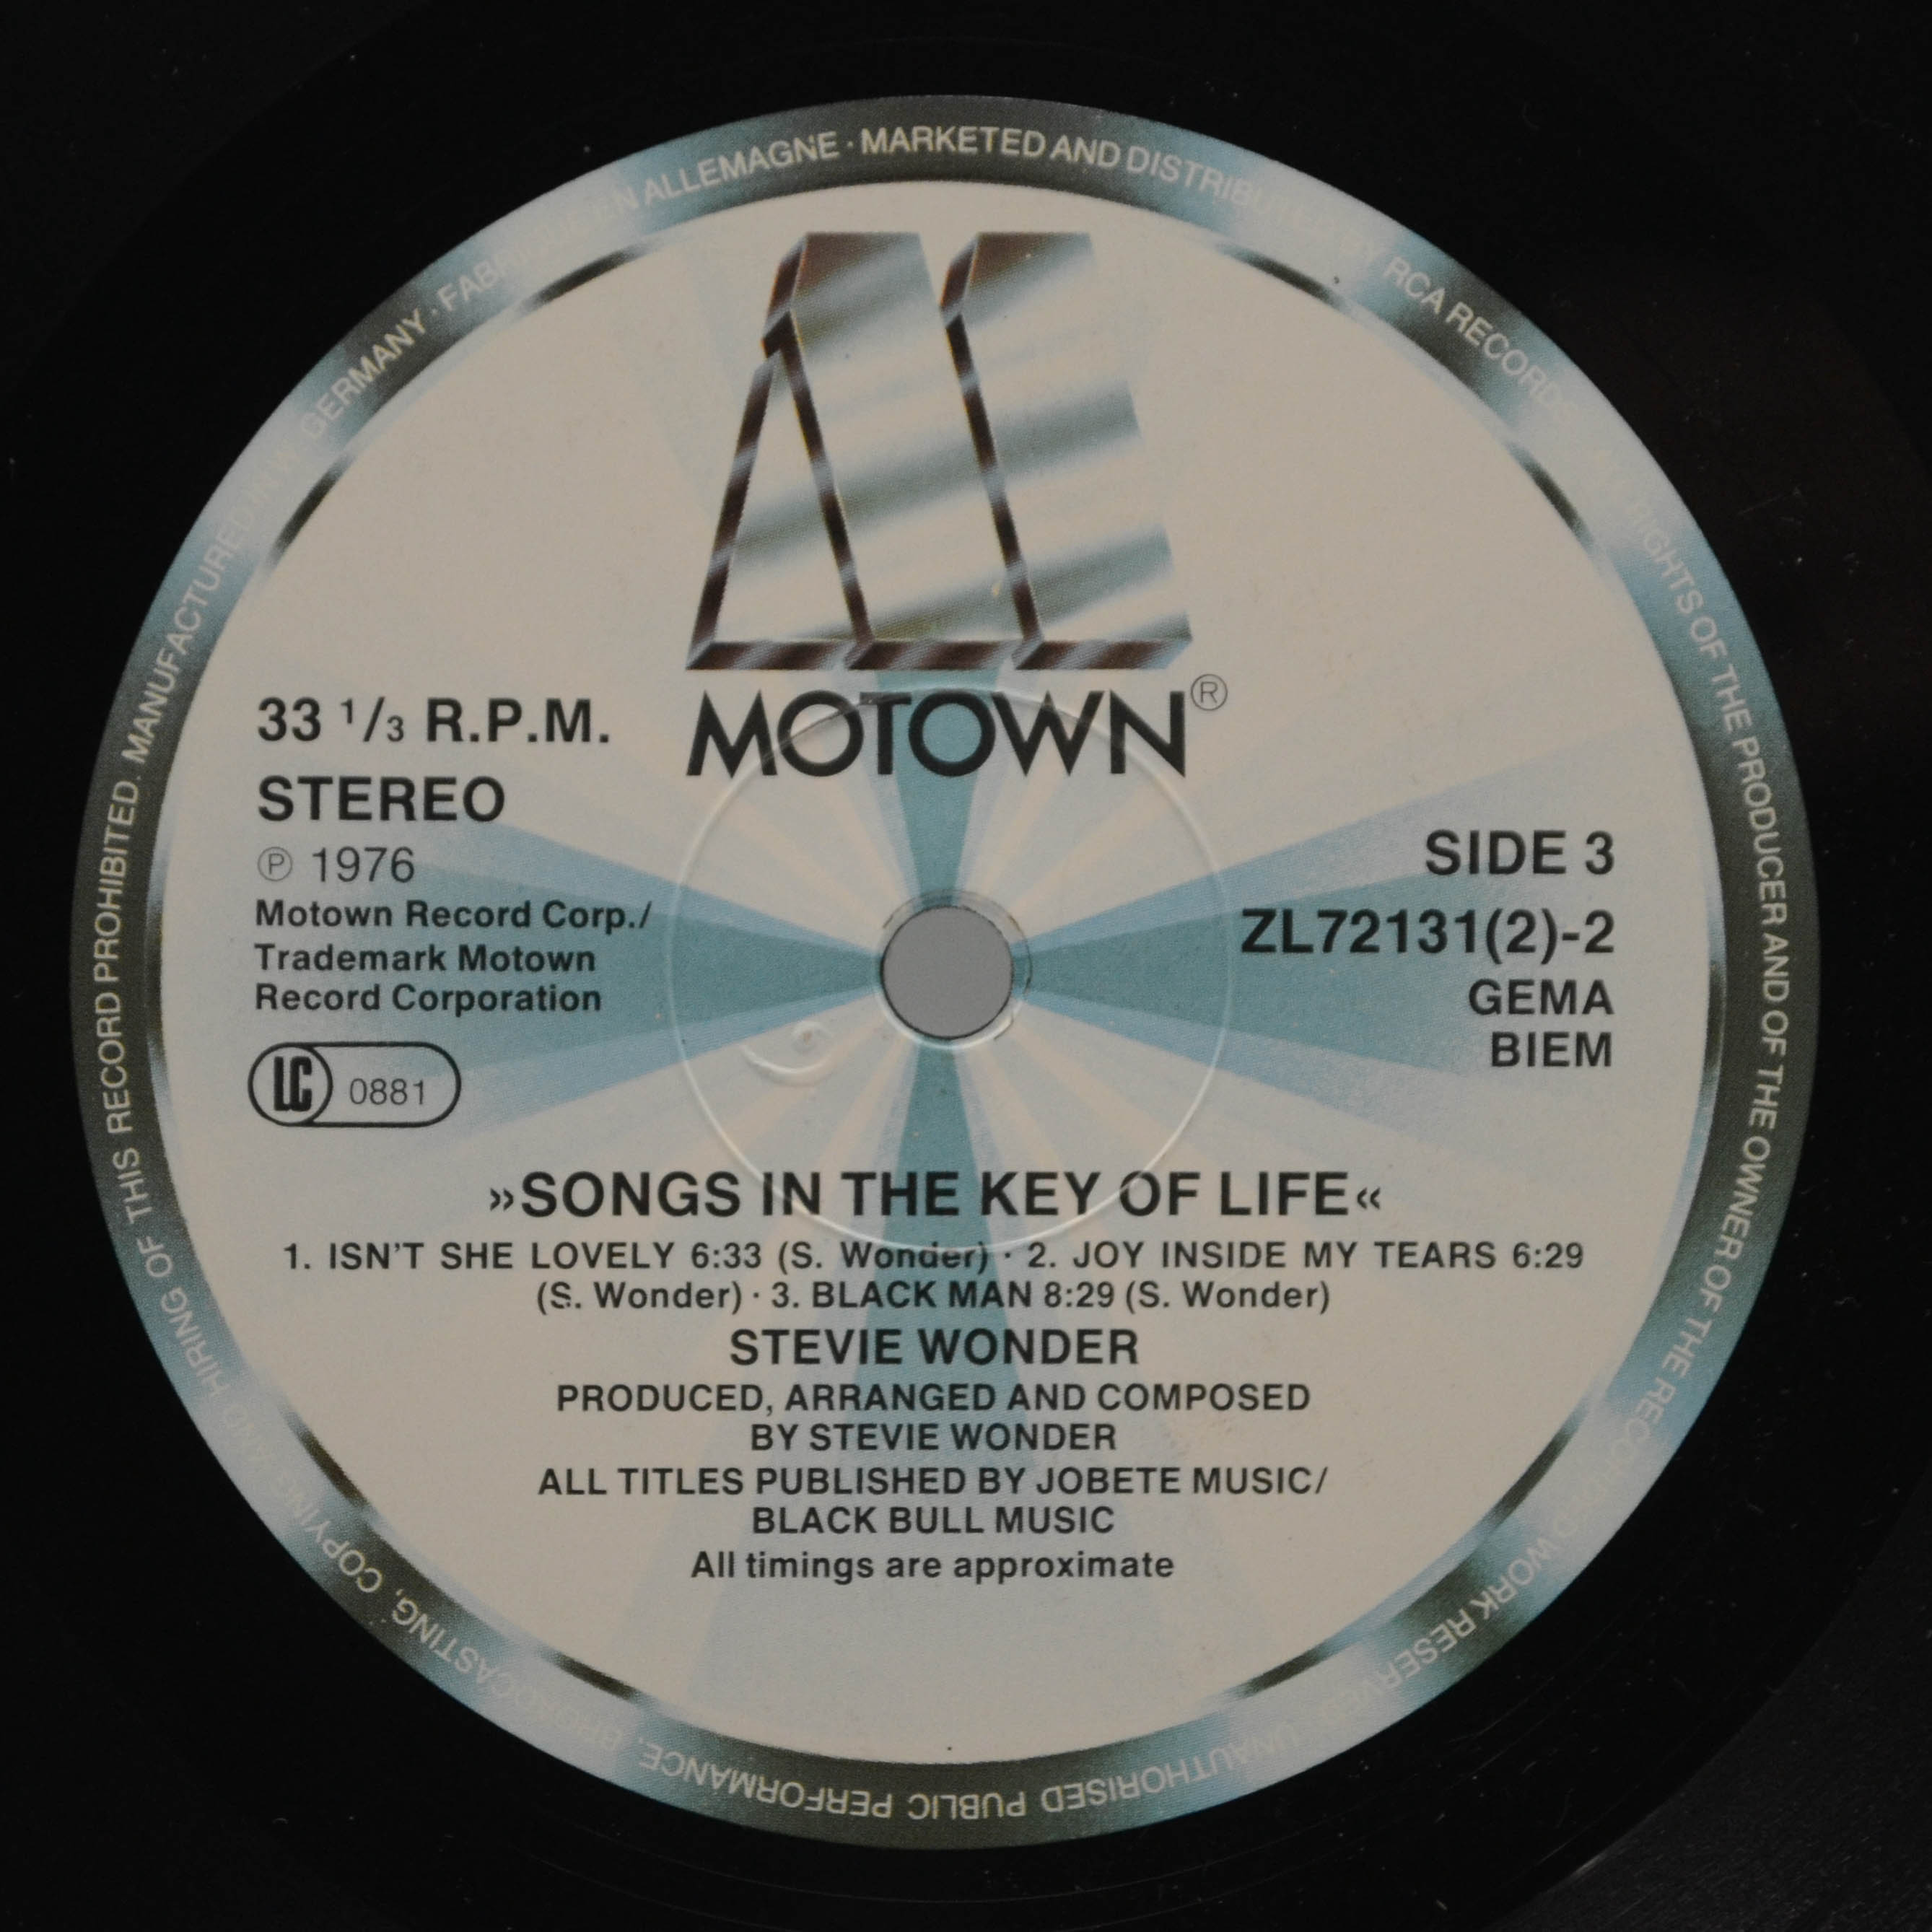 MARKETED AND DISTRIBUTED BY RCA RECORDS · ALL RIGHTS OF THE PRODUCER AND OF THE OWNER OF THE RECORDED WORK RESERVED. UNAUTHORISED PUBLIC PERFORMANCE, BROADCASTING, COPYING AND HIRING OF THIS RECORD PROHIBITED. MANUFACTURED IN W. GERMANY · FABRIQUE EN ALLEMAGNE ·
MOTOWN®
33 1/3 R.P.M.
STEREO
℗ 1976
Motown Record Corp./
Trademark Motown
Record Corporation
LC 0881
SIDE 3
ZL72131(2)-2
GEMA
BIEM
»SONGS IN THE KEY OF LIFE«
1. ISN'T SHE LOVELY 6:33 (S. Wonder) · 2. JOY INSIDE MY TEARS 6:29
(S. Wonder) · 3. BLACK MAN 8:29 (S. Wonder)
STEVIE WONDER
PRODUCED, ARRANGED AND COMPOSED
BY STEVIE WONDER
ALL TITLES PUBLISHED BY JOBETE MUSIC/
BLACK BULL MUSIC
All timings are approximate